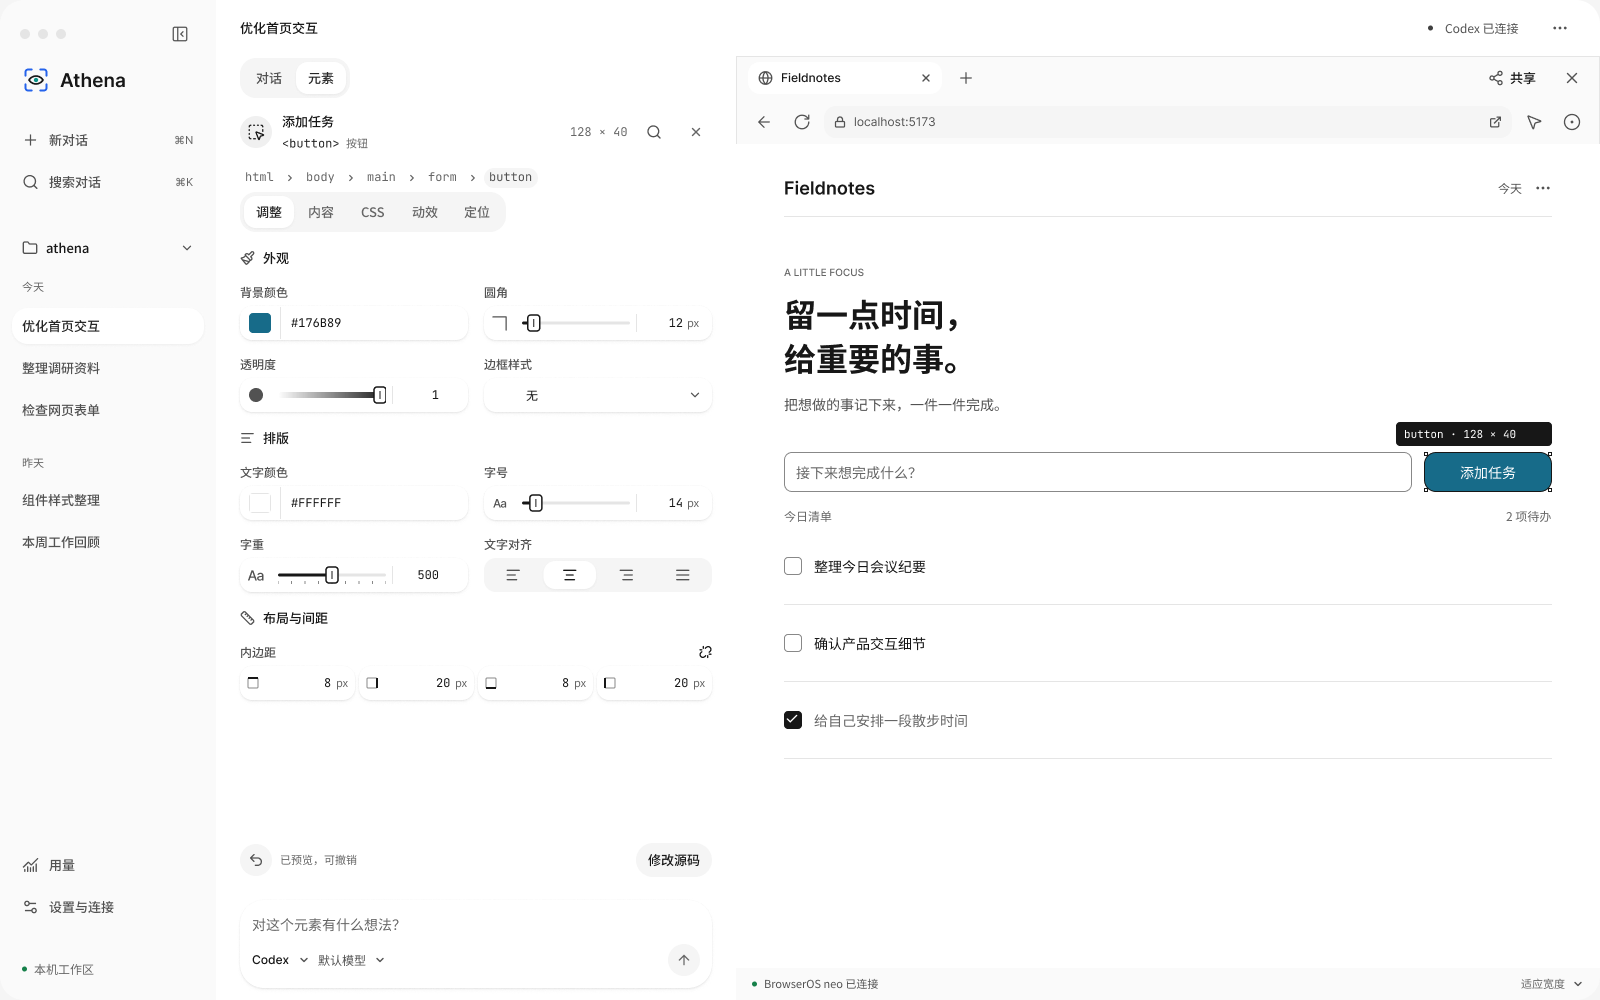 Athena
新对话 ⌘N
搜索对话 ⌘K
athena
今天
优化首页交互
整理调研资料
检查网页表单
昨天
组件样式整理
本周工作回顾
用量
设置与连接
本机工作区
优化首页交互
Codex 已连接
对话 元素
添加任务
<button> 按钮
128 × 40
html › body › main › form › button
调整 内容 CSS 动效 定位
外观
背景颜色 圆角
#176B89 12 px
透明度 边框样式
1 无
排版
文字颜色 字号
#FFFFFF Aa 14 px
字重 文字对齐
Aa 500
布局与间距
内边距
8 px 20 px 8 px 20 px
已预览，可撤销
修改源码
对这个元素有什么想法？
Codex 默认模型
Fieldnotes
共享
localhost:5173
Fieldnotes
今天
A LITTLE FOCUS
留一点时间，
给重要的事。
把想做的事记下来，一件一件完成。
button · 128 × 40
接下来想完成什么？
添加任务
今日清单
2 项待办
整理今日会议纪要
确认产品交互细节
给自己安排一段散步时间
BrowserOS neo 已连接
适应宽度